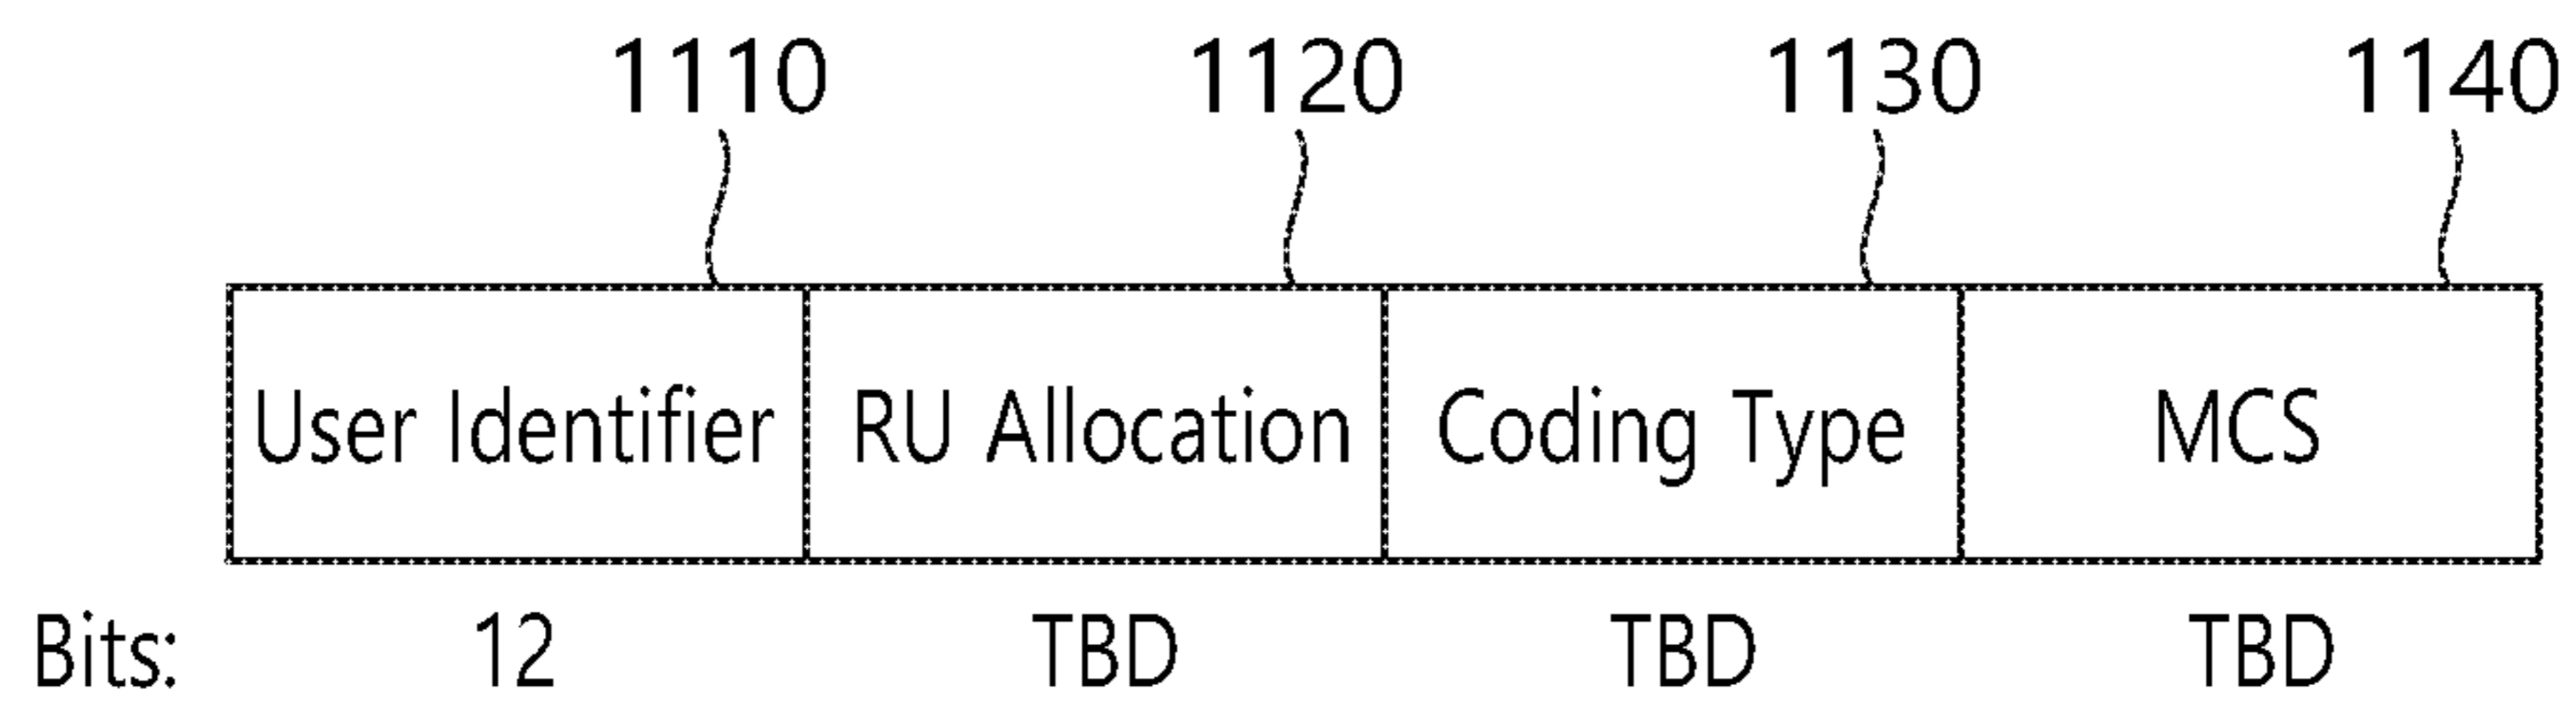 1110 1120 1130 1140
User Identifier RU Allocation Coding Type MCS
Bits: 12 TBD TBD TBD